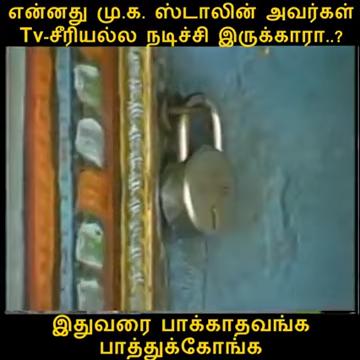 என்னது மு.க. ஸ்டாலின் அவர்கள்
Tv-சீரியல்ல நடிச்சி இருக்காரா..?
இதுவரை பாக்காதவங்க
பாத்துக்கோங்க